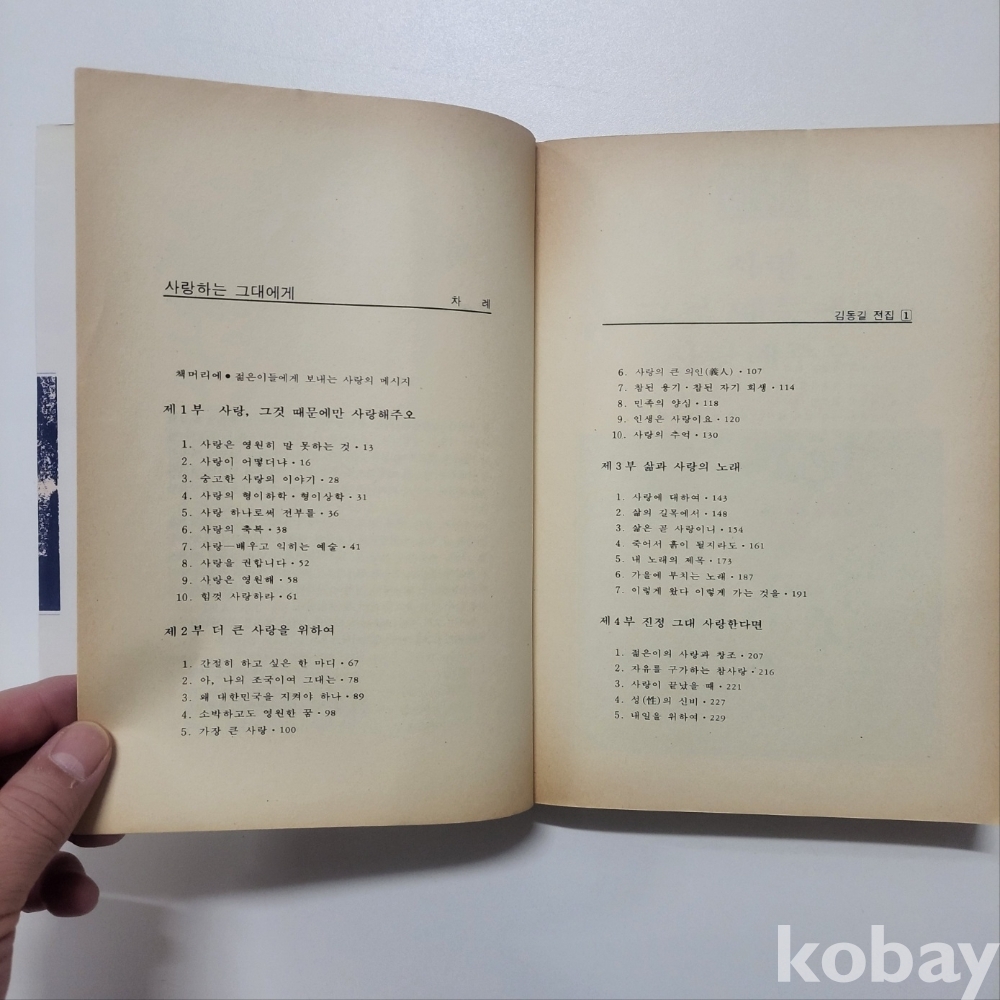 사랑하는 그대에게
차 례
책머리에 ● 젊은이들에게 보내는 사랑의 메시지
제1부 사랑, 그것 때문에만 사랑해주오
1. 사랑은 영원히 말 못하는 것·13
2. 사랑이 어떻더냐·16
3. 숭고한 사랑의 이야기·28
4. 사랑의 형이하학·형이상학·31
5. 사랑 하나로써 전부를·36
6. 사랑의 축복·38
7. 사랑—배우고 익히는 예술·41
8. 사랑을 권합니다·52
9. 사랑은 영원해·58
10. 힘껏 사랑하라·61
제2부 더 큰 사랑을 위하여
1. 간절히 하고 싶은 한 마디·67
2. 아, 나의 조국이여 그대는·78
3. 왜 대한민국을 지켜야 하나·89
4. 소박하고도 영원한 꿈·98
5. 가장 큰 사랑·100
김동길 전집 1
6. 사랑의 큰 의인(義人)·107
7. 참된 용기·참된 자기 희생·114
8. 민족의 양심·118
9. 인생은 사랑이요·120
10. 사랑의 추억·130
제3부 삶과 사랑의 노래
1. 사랑에 대하여·143
2. 삶의 길목에서·148
3. 삶은 곧 사랑이니·154
4. 죽어서 흙이 될지라도·161
5. 내 노래의 제목·173
6. 가을에 부치는 노래·187
7. 이렇게 왔다 이렇게 가는 것을·191
제4부 진정 그대 사랑한다면
1. 젊은이의 사랑과 창조·207
2. 자유를 구가하는 참사랑·216
3. 사랑이 끝났을 때·221
4. 성(性)의 신비·227
5. 내일을 위하여·229
kobay